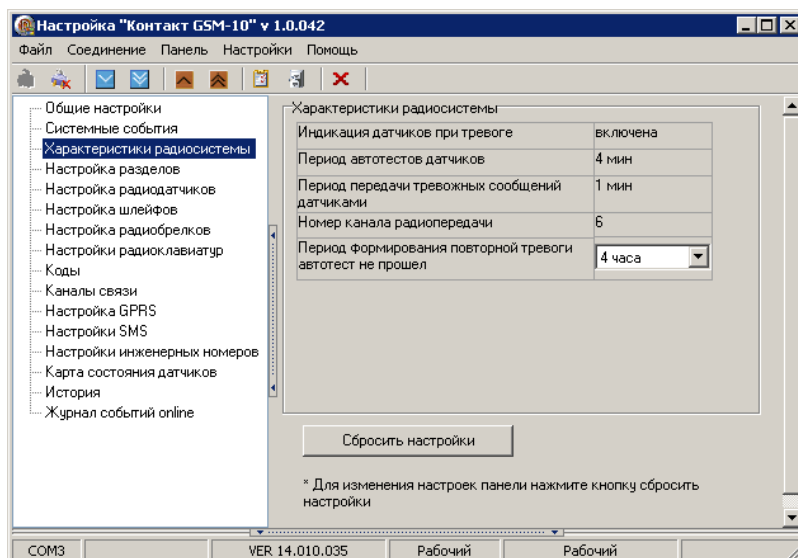 Настройка "Контакт GSM-10" v 1.0.042
Файл Соединение Панель Настройки Помощь
Общие настройки
Системные события
Характеристики радиосистемы
Настройка разделов
Настройка радиодатчиков
Настройка шлейфов
Настройка радиобрелков
Настройки радиоклавиатур
Коды
Каналы связи
Настройка GPRS
Настройки SMS
Настройки инженерных номеров
Карта состояния датчиков
История
Журнал событий online
Характеристики радиосистемы
Индикация датчиков при тревоге включена
Период автотестов датчиков 4 мин
Период передачи тревожных сообщений
датчиками 1 мин
Номер канала радиопередачи 6
Период формирования повторной тревоги
автотест не прошел 4 часа
Сбросить настройки
* Для изменения настроек панели нажмите кнопку сбросить
настройки
COM3 VER 14.010.035 Рабочий Рабочий